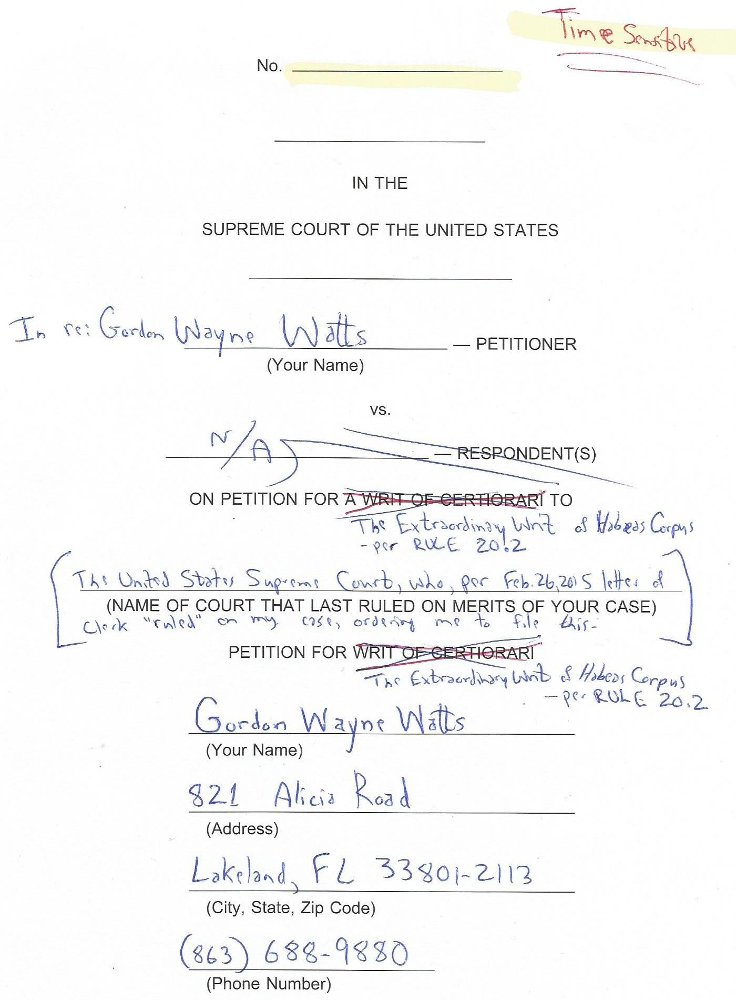 Time Sensitive
No.
IN THE
SUPREME COURT OF THE UNITED STATES
In re: Gordon Wayne Watts — PETITIONER
(Your Name)
vs.
N/A — RESPONDENT(S)
ON PETITION FOR A WRIT OF CERTIORARI TO
The Extraordinary Writ of Habeas Corpus
- per RULE 20.2
The United States Supreme Court, who, per Feb. 26, 2015 letter of
(NAME OF COURT THAT LAST RULED ON MERITS OF YOUR CASE)
Clerk "ruled" on my case, ordering me to file this.
PETITION FOR WRIT OF CERTIORARI
The Extraordinary Writ of Habeas Corpus
- per RULE 20.2
Gordon Wayne Watts
(Your Name)
821 Alicia Road
(Address)
Lakeland, FL 33801-2113
(City, State, Zip Code)
(863) 688-9880
(Phone Number)